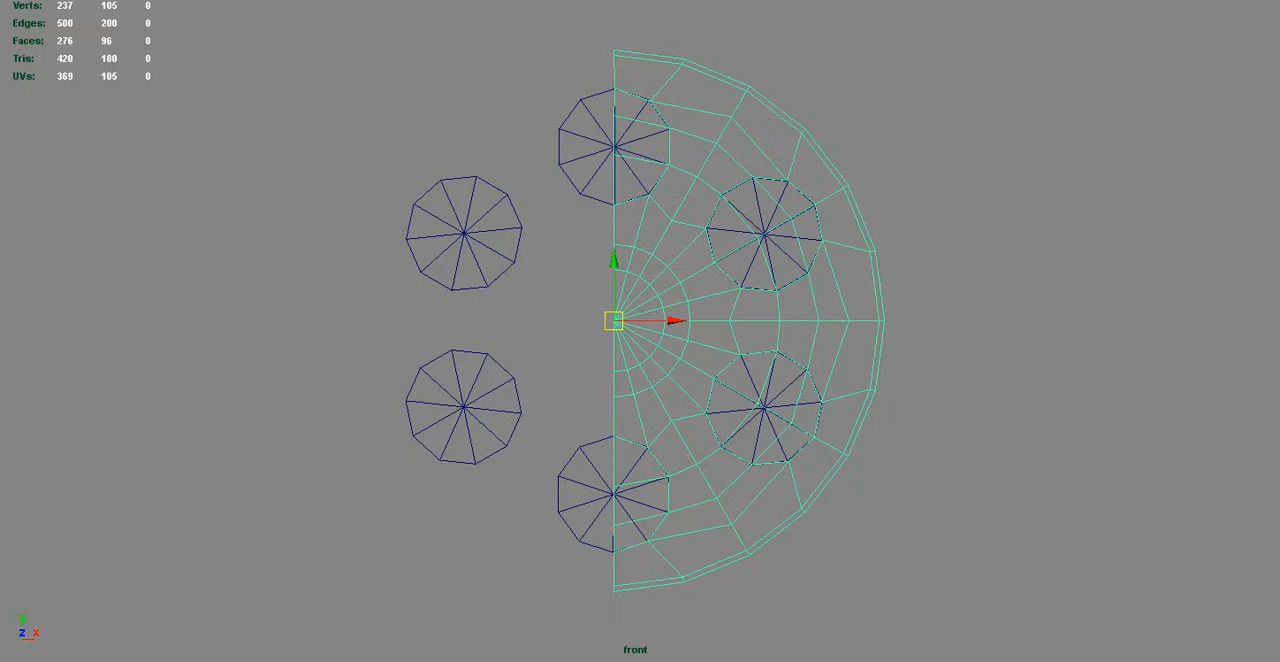 Verts: 237 105 0
Edges: 500 200 0
Faces: 276 96 0
Tris: 420 180 0
UVs: 369 105 0
y
z x
front